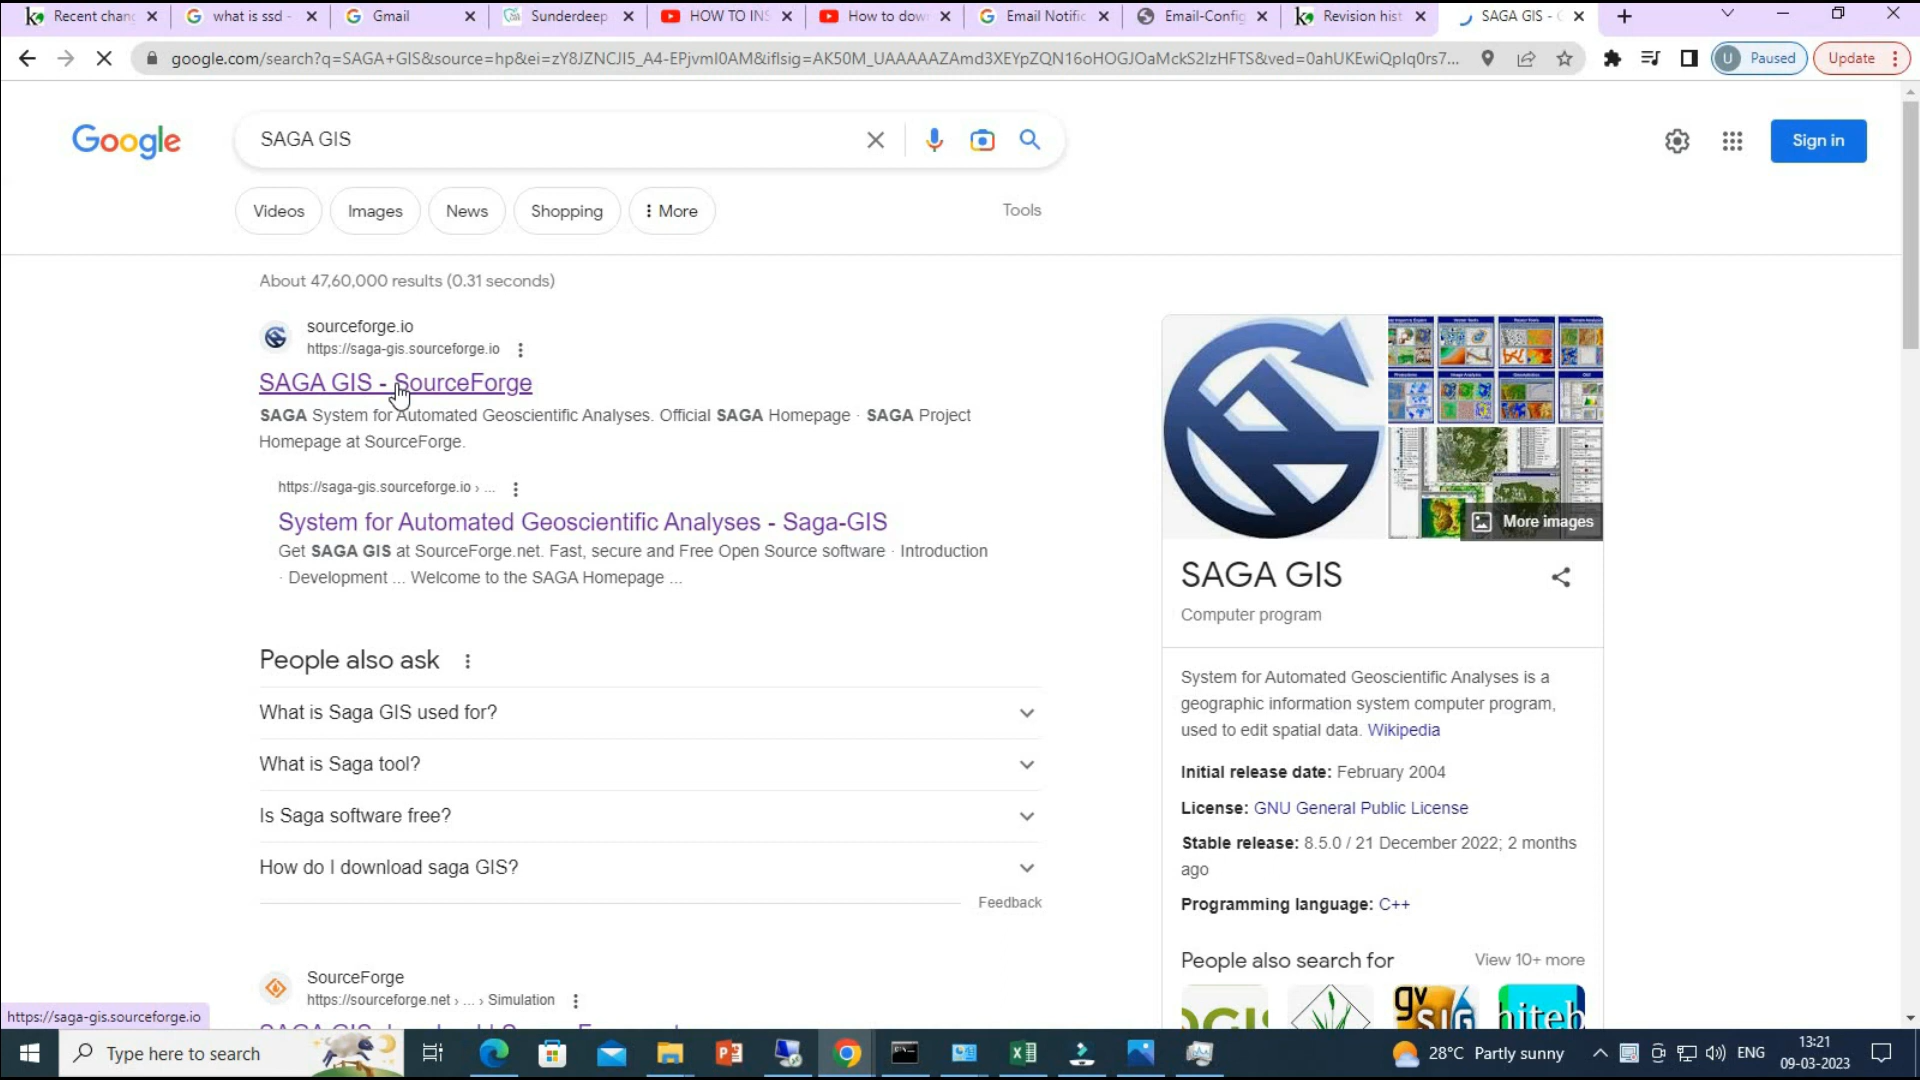 Recent chan
what is ssd -
Gmail
Sunderdeep
HOW TO INS
How to dow
Email Notific
Email-Config
Revision hist
SAGA GIS -
google.com/search?q=SAGA+GIS&source=hp&ei=zY8JZNCJI5_A4-EPjvmI0AM&iflsig=AK50M_UAAAAAZAmd3XEYpZQN16oHOGJOaMckS2IzHFTS&ved=0ahUKEwiQpIq0rs7...
U Paused
Update
Google
SAGA GIS
Sign in
Videos
Images
News
Shopping
More
Tools
About 47,60,000 results (0.31 seconds)
sourceforge.io
https://saga-gis.sourceforge.io
SAGA GIS - SourceForge
SAGA System for Automated Geoscientific Analyses. Official SAGA Homepage · SAGA Project
Homepage at SourceForge.
https://saga-gis.sourceforge.io › ...
System for Automated Geoscientific Analyses - Saga-GIS
Get SAGA GIS at SourceForge.net. Fast, secure and Free Open Source software · Introduction
· Development ... Welcome to the SAGA Homepage ...
People also ask
What is Saga GIS used for?
What is Saga tool?
Is Saga software free?
How do I download saga GIS?
Feedback
SourceForge
https://sourceforge.net › ... › Simulation
More images
SAGA GIS
Computer program
System for Automated Geoscientific Analyses is a
geographic information system computer program,
used to edit spatial data. Wikipedia
Initial release date: February 2004
License: GNU General Public License
Stable release: 8.5.0 / 21 December 2022; 2 months
ago
Programming language: C++
People also search for
View 10+ more
gv
SIG
https://saga-gis.sourceforge.io
Type here to search
28°C Partly sunny
ENG
13:21
09-03-2023